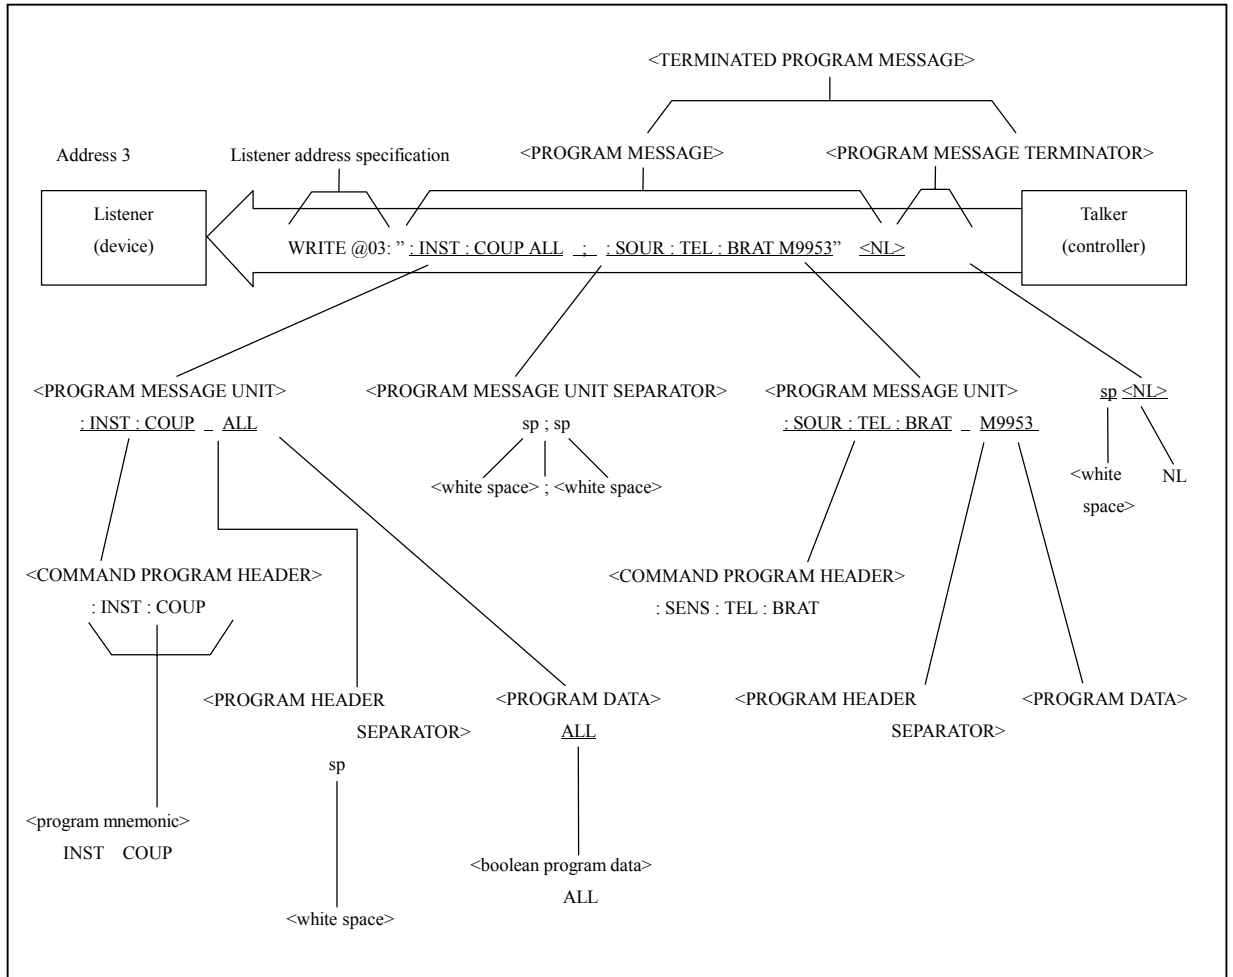 <TERMINATED PROGRAM MESSAGE>
Address 3
Listener address specification
<PROGRAM MESSAGE>
<PROGRAM MESSAGE TERMINATOR>
Listener
(device)
WRITE @03: ” : INST : COUP ALL _;_ : SOUR : TEL : BRAT M9953” <NL>
Talker
(controller)
<PROGRAM MESSAGE UNIT>
: INST : COUP _ ALL
<PROGRAM MESSAGE UNIT SEPARATOR>
sp ; sp
<white space> ; <white space>
<PROGRAM MESSAGE UNIT>
: SOUR : TEL : BRAT _ M9953
sp <NL>
<white
space>
NL
<COMMAND PROGRAM HEADER>
: INST : COUP
<COMMAND PROGRAM HEADER>
: SENS : TEL : BRAT
<PROGRAM HEADER
SEPARATOR>
sp
<PROGRAM DATA>
ALL
<PROGRAM HEADER
SEPARATOR>
<PROGRAM DATA>
<program mnemonic>
INST COUP
<boolean program data>
ALL
<white space>